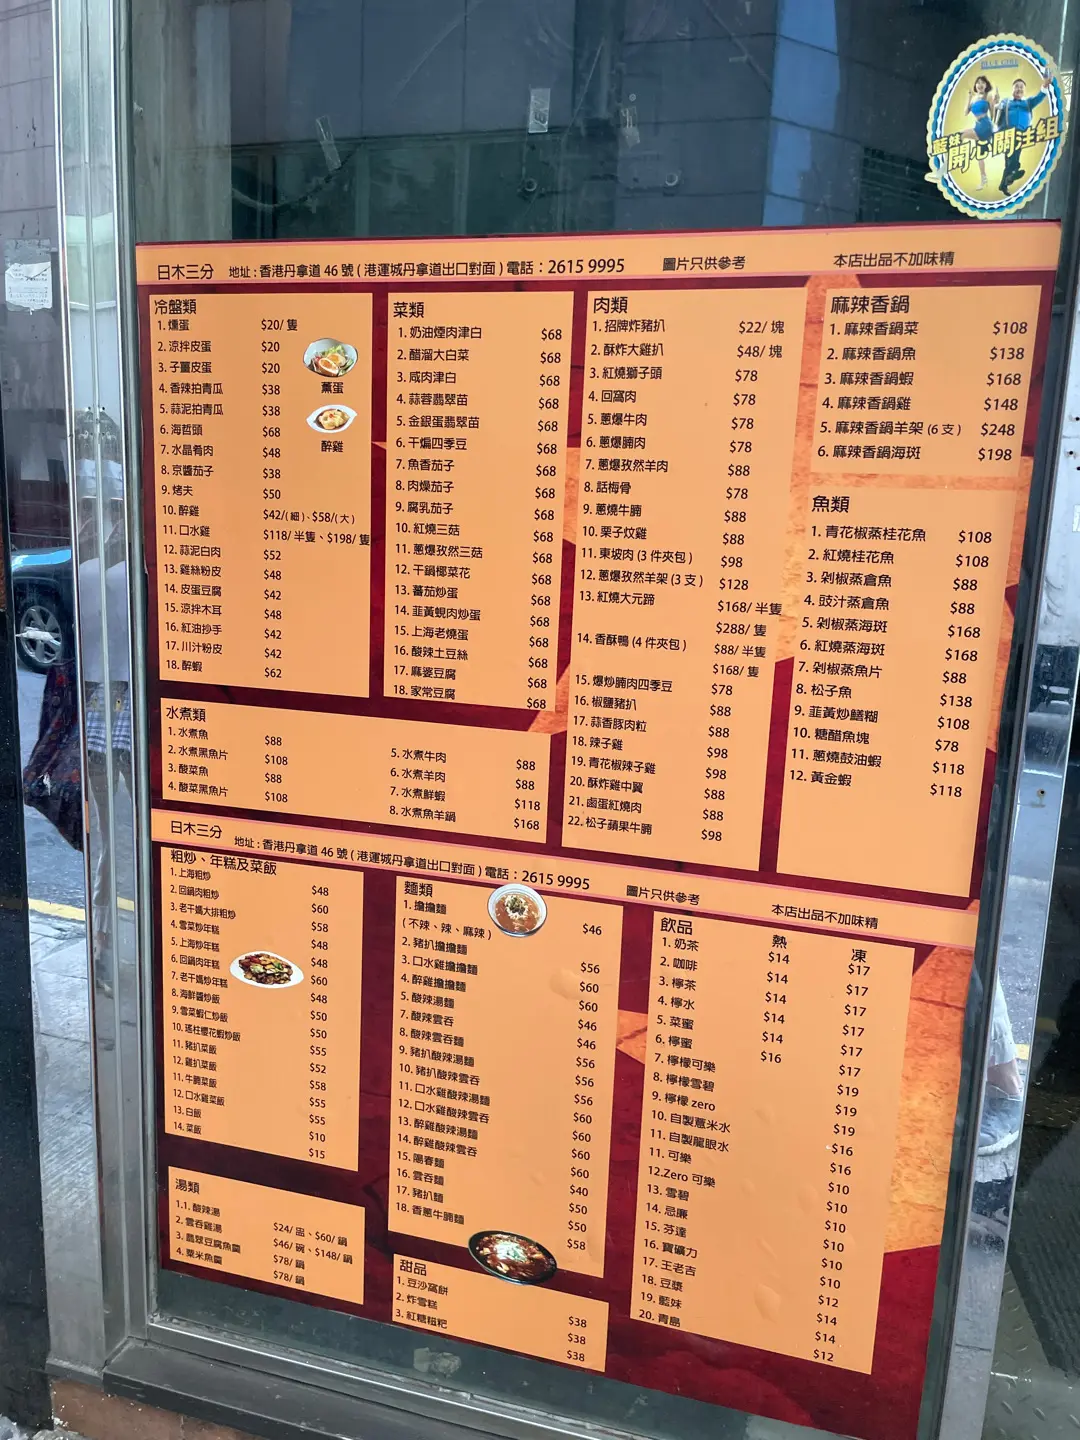 BLUE GIRL
藍妹
開心關注組
日木三分 地址 : 香港丹拿道 46 號 ( 港運城丹拿道出口對面 ) 電話：2615 9995 圖片只供參考 本店出品不加味精
冷盤類
1. 燻蛋 $20/ 隻
2. 涼拌皮蛋 $20
3. 子薑皮蛋 $20
4. 香辣拍青瓜 $38
5. 蒜泥拍青瓜 $38
6. 海哲頭 $68
7. 水晶肴肉 $48
8. 京醬茄子 $38
9. 烤夫 $50
10. 醉雞 $42/( 細 )、$58/( 大 )
11. 口水雞 $118/ 半隻、$198/ 隻
12. 蒜泥白肉 $52
13. 雞絲粉皮 $48
14. 皮蛋豆腐 $42
15. 涼拌木耳 $48
16. 紅油抄手 $42
17. 川汁粉皮 $42
18. 醉蝦 $62
薰蛋
醉雞
菜類
1. 奶油煙肉津白 $68
2. 醋溜大白菜 $68
3. 咸肉津白 $68
4. 蒜蓉翡翠苗 $68
5. 金銀蛋翡翠苗 $68
6. 干煸四季豆 $68
7. 魚香茄子 $68
8. 肉燥茄子 $68
9. 腐乳茄子 $68
10. 紅燒三菇 $68
11. 蔥爆孜然三菇 $68
12. 干鍋椰菜花 $68
13. 蕃茄炒蛋 $68
14. 韮黃蜆肉炒蛋 $68
15. 上海老燒蛋 $68
16. 酸辣土豆絲 $68
17. 麻婆豆腐 $68
18. 家常豆腐 $68
肉類
1. 招牌炸豬扒 $22/ 塊
2. 酥炸大雞扒 $48/ 塊
3. 紅燒獅子頭 $78
4. 回窩肉 $78
5. 蔥爆牛肉 $78
6. 蔥爆腩肉 $78
7. 蔥爆孜然羊肉 $88
8. 話梅骨 $78
9. 蔥燒牛腩 $88
10. 栗子炆雞 $88
11. 東坡肉 (3 件夾包 ) $98
12. 蔥爆孜然羊架 (3 支 ) $128
13. 紅燒大元蹄 $168/ 半隻
$288/ 隻
14. 香酥鴨 (4 件夾包 ) $88/ 半隻
$168/ 隻
15. 爆炒腩肉四季豆 $78
16. 椒鹽豬扒 $88
17. 蒜香豚肉粒 $88
18. 辣子雞 $98
19. 青花椒辣子雞 $98
20. 酥炸雞中翼 $88
21. 鹵蛋紅燒肉 $88
22. 松子蘋果牛腩 $98
麻辣香鍋
1. 麻辣香鍋菜 $108
2. 麻辣香鍋魚 $138
3. 麻辣香鍋蝦 $168
4. 麻辣香鍋雞 $148
5. 麻辣香鍋羊架 (6 支 ) $248
6. 麻辣香鍋海斑 $198
魚類
1. 青花椒蒸桂花魚 $108
2. 紅燒桂花魚 $108
3. 剁椒蒸倉魚 $88
4. 豉汁蒸倉魚 $88
5. 剁椒蒸海斑 $168
6. 紅燒蒸海斑 $168
7. 剁椒蒸魚片 $88
8. 松子魚 $138
9. 韮黃炒鱔糊 $108
10. 糖醋魚塊 $78
11. 蔥燒鼓油蝦 $118
12. 黃金蝦 $118
水煮類
1. 水煮魚 $88
2. 水煮黑魚片 $108
3. 酸菜魚 $88
4. 酸菜黑魚片 $108
5. 水煮牛肉 $88
6. 水煮羊肉 $88
7. 水煮鮮蝦 $118
8. 水煮魚羊鍋 $168
日木三分 地址 : 香港丹拿道 46 號 ( 港運城丹拿道出口對面 ) 電話：2615 9995 圖片只供參考 本店出品不加味精
粗炒、年糕及菜飯
1. 上海粗炒 $48
2. 回鍋肉粗炒 $60
3. 老干媽大排粗炒 $58
4. 雪菜炒年糕 $48
5. 上海炒年糕 $48
6. 回鍋肉年糕 $60
7. 老干媽炒年糕 $48
8. 海鮮醬炒飯 $50
9. 雪菜蝦仁炒飯 $50
10. 瑤柱櫻花蝦炒飯 $55
11. 豬扒菜飯 $52
12. 雞扒菜飯 $58
11. 牛腩菜飯 $55
12. 口水雞菜飯 $55
13. 白飯 $10
14. 菜飯 $15
湯類
1.1. 酸辣湯 $24/ 盅、$60/ 鍋
2. 雲吞雞湯 $46/ 碗、$148/ 鍋
3. 翡翠豆腐魚羹 $78/ 鍋
4. 粟米魚羹 $78/ 鍋
麵類
1. 擔擔麵
( 不辣、辣、麻辣 ) $46
2. 豬扒擔擔麵 $56
3. 口水雞擔擔麵 $60
4. 醉雞擔擔麵 $60
5. 酸辣湯麵 $46
7. 酸辣雲吞 $46
8. 酸辣雲吞麵 $56
9. 豬扒酸辣湯麵 $56
10. 豬扒酸辣雲吞 $56
11. 口水雞酸辣湯麵 $60
12. 口水雞酸辣雲吞 $60
13. 醉雞酸辣湯麵 $60
14. 醉雞酸辣雲吞 $60
15. 陽春麵 $40
16. 雲吞麵 $50
17. 豬扒麵 $50
18. 香蔥牛腩麵 $58
甜品
1. 豆沙窩餅 $38
2. 炸雪糕 $38
3. 紅糖糍粑 $38
飲品 熱 凍
1. 奶茶 $14 $17
2. 咖啡 $14 $17
3. 檸茶 $14 $17
4. 檸水 $14 $17
5. 菜蜜 $14 $17
6. 檸蜜 $16 $17
7. 檸檬可樂 $19
8. 檸檬雪碧 $19
9. 檸檬 zero $19
10. 自製薏米水 $16
11. 自製龍眼水 $16
11. 可樂 $10
12.Zero 可樂 $10
13. 雪碧 $10
14. 忌廉 $10
15. 芬達 $10
16. 寶礦力 $10
17. 王老吉 $12
18. 豆漿 $14
19. 藍妹 $14
20. 青島 $12